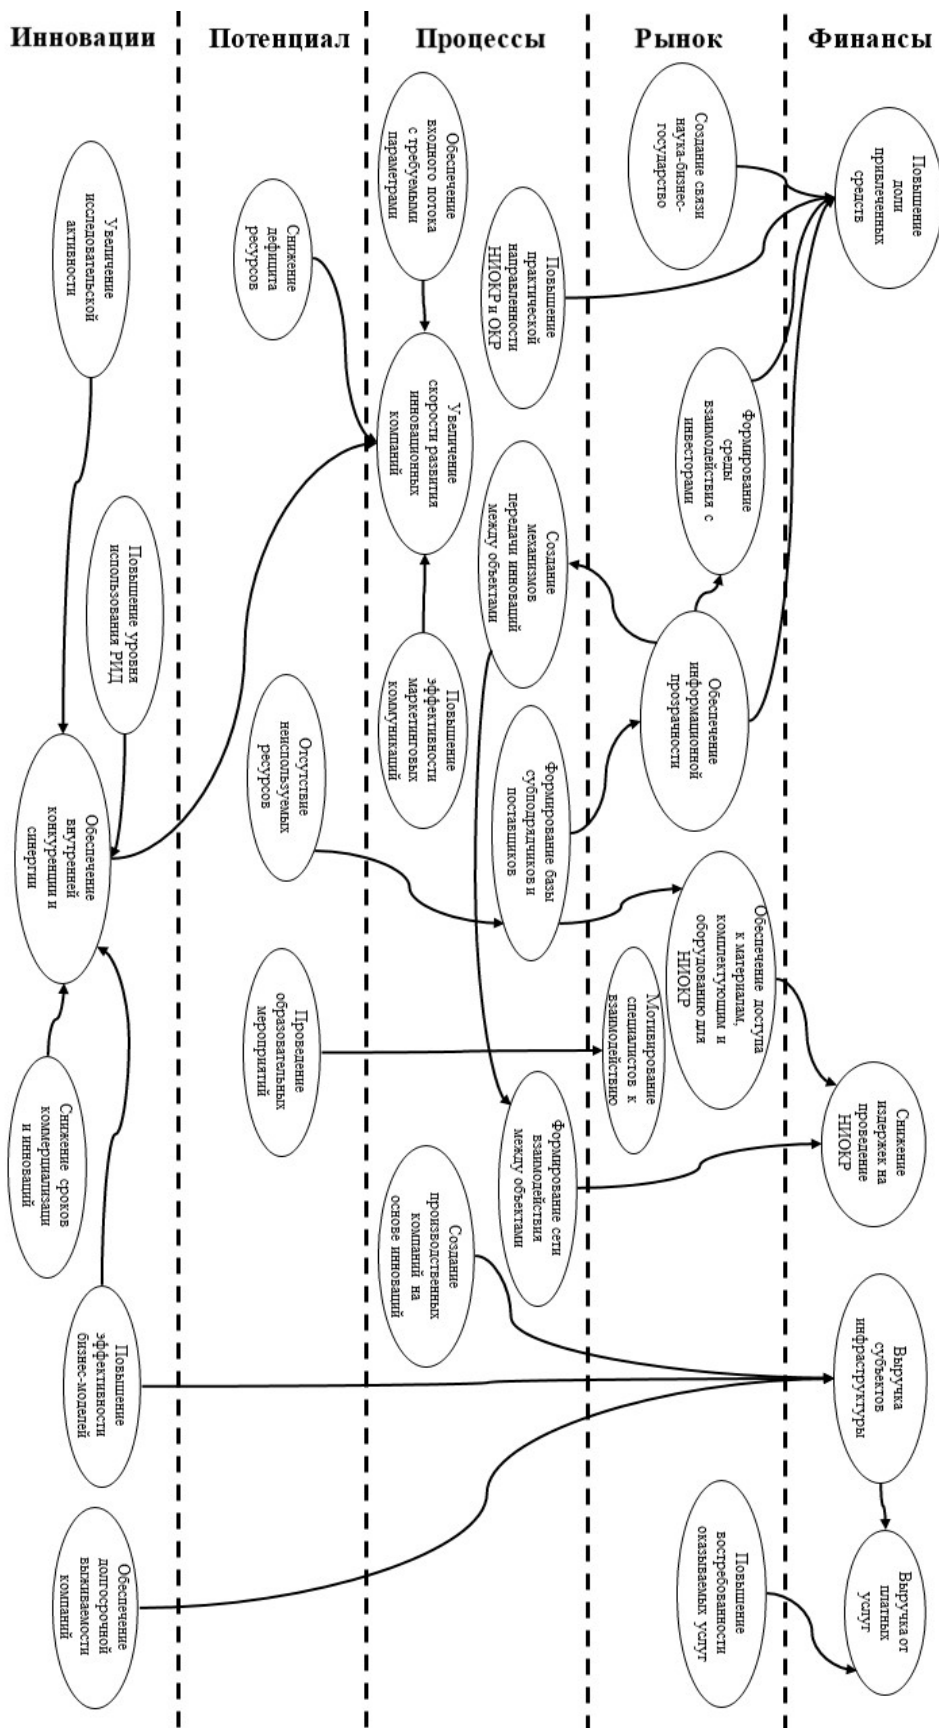 Инновации
Потенциал
Процессы
Рынок
Финансы
Увеличение
исследовательской
активности
Повышение уровня
использования РИД
Обеспечение
внутренней
конкуренции и
синергии
Снижение сроков
коммерциализаци
и инноваций
Повышение
эффективности
бизнес-моделей
Обеспечение
долгосрочной
выживаемости
компаний
Снижение
дефицита
ресурсов
Отсутствие
неиспользуемых
ресурсов
Проведение
образовательных
мероприятий
Обеспечение
входного потока
с требуемыми
параметрами
Повышение
практической
направленности
НИОКР и ОКР
Увеличение
скорости развития
инновационных
компаний
Создание
механизмов
передачи инноваций
между объектами
Повышение
эффективности
маркетинговых
коммуникаций
Формирование базы
субподрядчиков и
поставщиков
Формирование сети
взаимодействия
между объектами
Создание
производственных
компаний на
основе инноваций
Создание связи
наука-бизнес-
государство
Формирование
среды
взаимодействия с
инвесторами
Обеспечение
информационной
прозрачности
Обеспечение доступа
к материалам,
комплектующим и
оборудованию для
НИОКР
Мотивирование
специалистов к
взаимодействию
Повышение
востребованности
оказываемых услуг
Повышение
доли
привлеченных
средств
Снижение
издержек на
проведение
НИОКР
Выручка
субъектов
инфраструктуры
Выручка от
платных
услуг